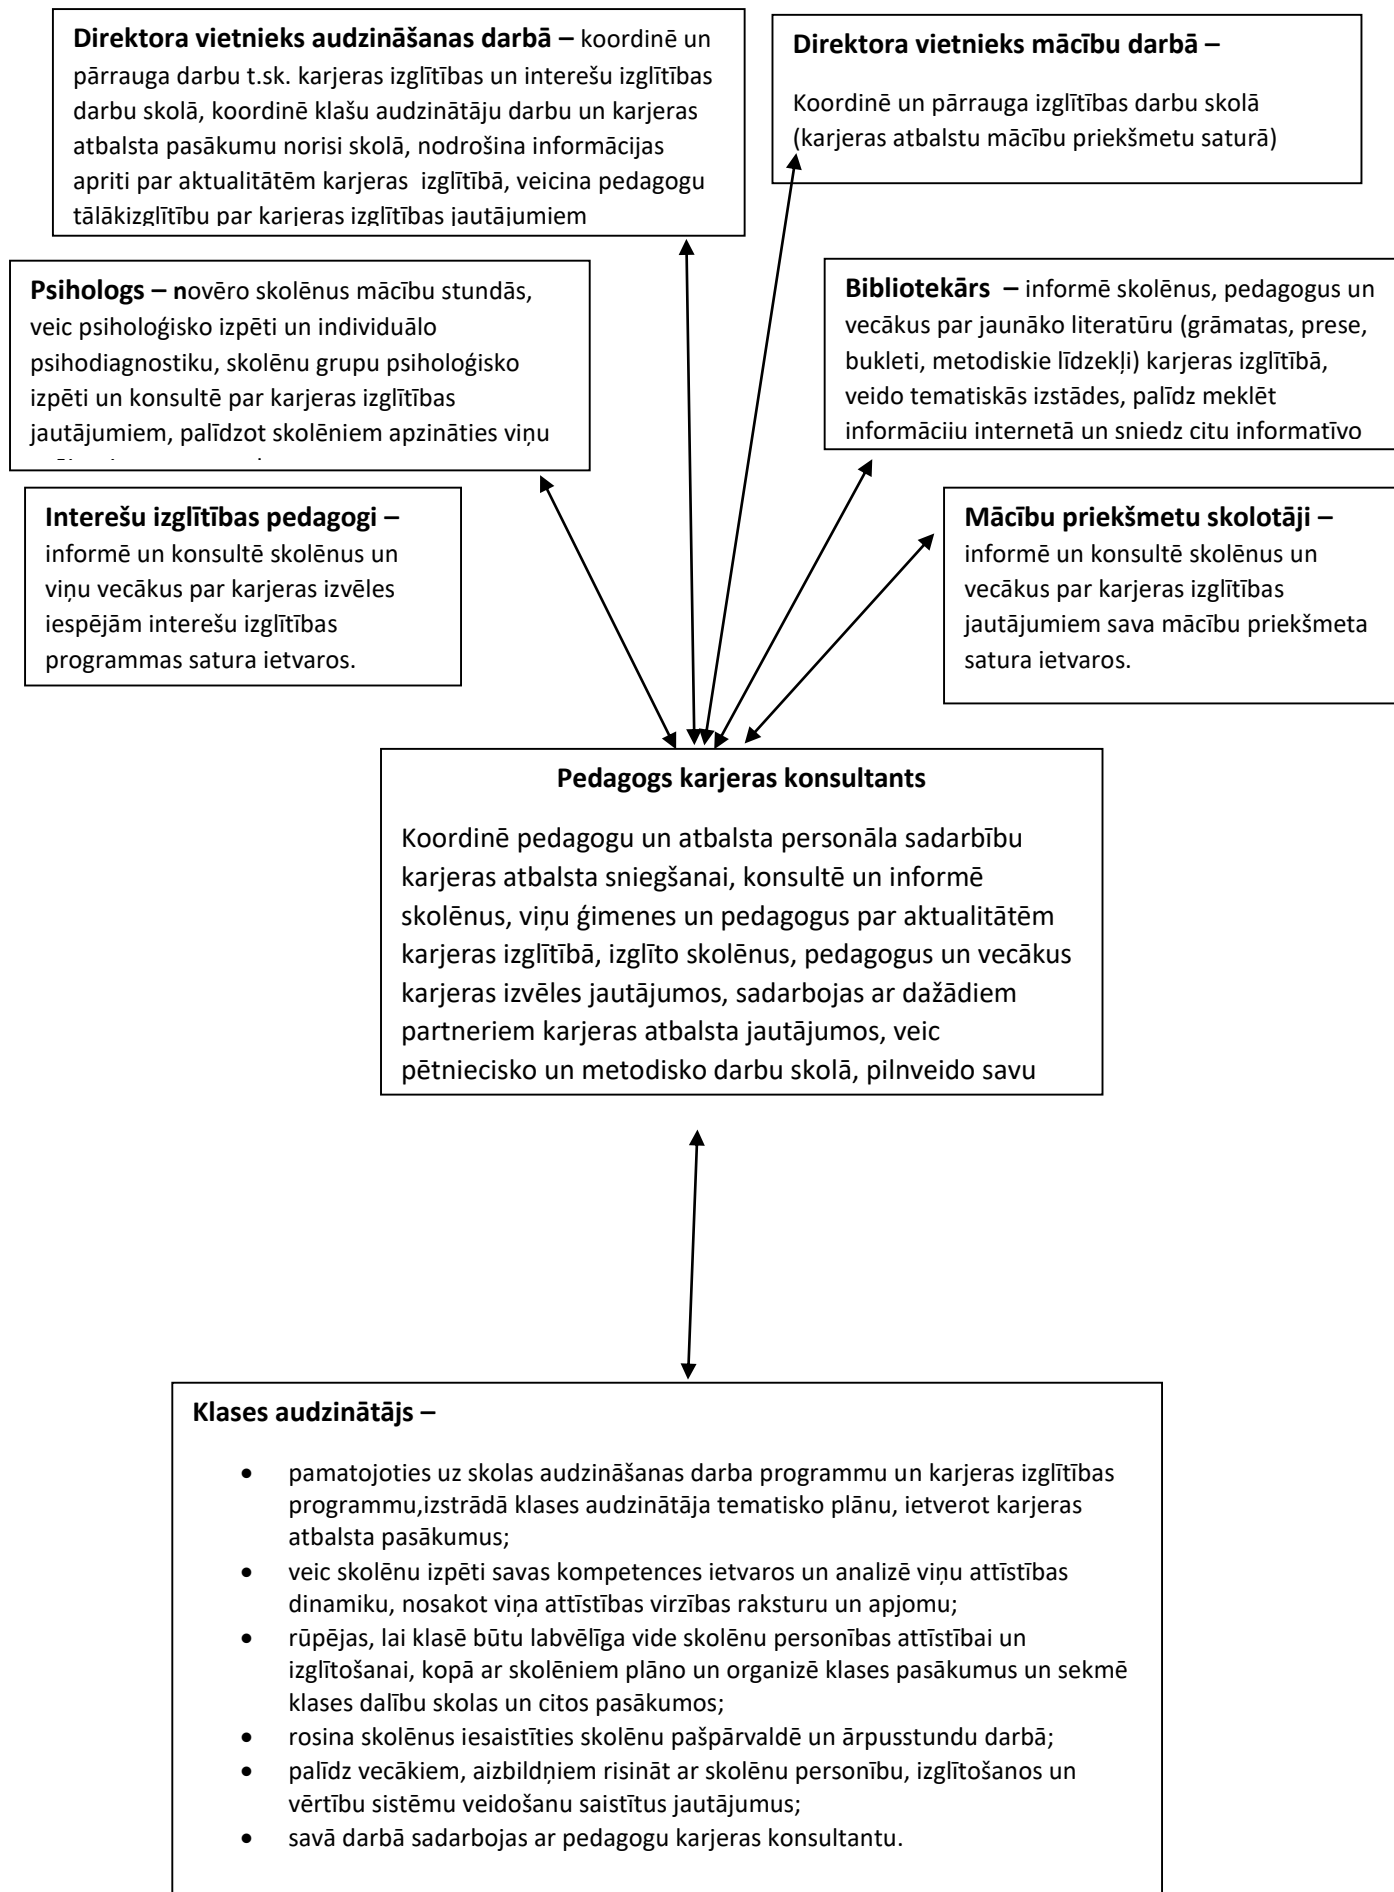 Direktora vietnieks audzināšanas darbā – koordinē un
pārrauga darbu t.sk. karjeras izglītības un interešu izglītības
darbu skolā, koordinē klašu audzinātāju darbu un karjeras
atbalsta pasākumu norisi skolā, nodrošina informācijas
apriti par aktualitātēm karjeras izglītībā, veicina pedagogu
tālākizglītību par karjeras izglītības jautājumiem
Direktora vietnieks mācību darbā –
Koordinē un pārrauga izglītības darbu skolā
(karjeras atbalstu mācību priekšmetu saturā)
Psihologs – novēro skolēnus mācību stundās,
veic psiholoģisko izpēti un individuālo
psihodiagnostiku, skolēnu grupu psiholoģisko
izpēti un konsultē par karjeras izglītības
jautājumiem, palīdzot skolēniem apzināties viņu
Bibliotekārs – informē skolēnus, pedagogus un
vecākus par jaunāko literatūru (grāmatas, prese,
bukleti, metodiskie līdzekļi) karjeras izglītībā,
veido tematiskās izstādes, palīdz meklēt
informāciju internetā un sniedz citu informatīvo
Interešu izglītības pedagogi –
informē un konsultē skolēnus un
viņu vecākus par karjeras izvēles
iespējām interešu izglītības
programmas satura ietvaros.
Mācību priekšmetu skolotāji –
informē un konsultē skolēnus un
vecākus par karjeras izglītības
jautājumiem sava mācību priekšmeta
satura ietvaros.
Pedagogs karjeras konsultants
Koordinē pedagogu un atbalsta personāla sadarbību
karjeras atbalsta sniegšanai, konsultē un informē
skolēnus, viņu ģimenes un pedagogus par aktualitātēm
karjeras izglītībā, izglīto skolēnus, pedagogus un vecākus
karjeras izvēles jautājumos, sadarbojas ar dažādiem
partneriem karjeras atbalsta jautājumos, veic
pētniecisko un metodisko darbu skolā, pilnveido savu
Klases audzinātājs –
• pamatojoties uz skolas audzināšanas darba programmu un karjeras izglītības
programmu,izstrādā klases audzinātāja tematisko plānu, ietverot karjeras
atbalsta pasākumus;
• veic skolēnu izpēti savas kompetences ietvaros un analizē viņu attīstības
dinamiku, nosakot viņa attīstības virzības raksturu un apjomu;
• rūpējas, lai klasē būtu labvēlīga vide skolēnu personības attīstībai un
izglītošanai, kopā ar skolēniem plāno un organizē klases pasākumus un sekmē
klases dalību skolas un citos pasākumos;
• rosina skolēnus iesaistīties skolēnu pašpārvaldē un ārpusstundu darbā;
• palīdz vecākiem, aizbildņiem risināt ar skolēnu personību, izglītošanos un
vērtību sistēmu veidošanu saistītus jautājumus;
• savā darbā sadarbojas ar pedagogu karjeras konsultantu.